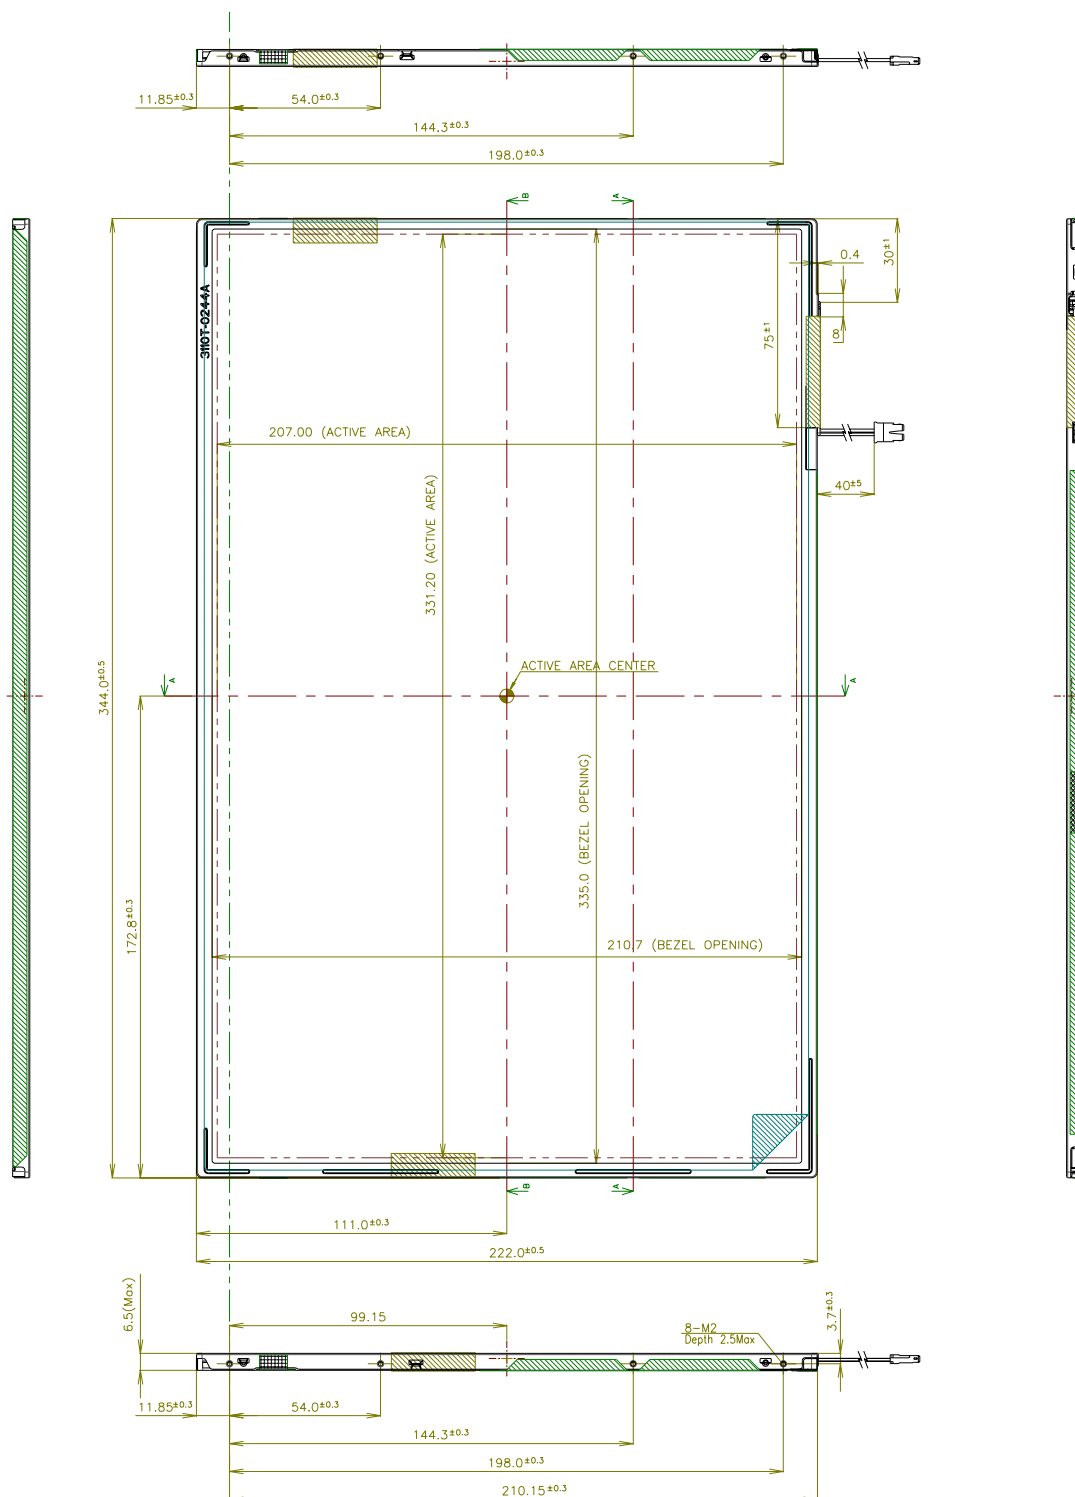 11.85±0.3
54.0±0.3
144.3±0.3
198.0±0.3
B
A
30±1
0.4
8
75±1
3110T-0244A
207.00 (ACTIVE AREA)
331.20 (ACTIVE AREA)
40±5
ACTIVE AREA CENTER
A
A
344.0±0.5
335.0 (BEZEL OPENING)
172.8±0.3
210.7 (BEZEL OPENING)
B
A
111.0±0.3
222.0±0.5
6.5(Max)
99.15
8-M2
Depth 2.5Max
3.7±0.3
11.85±0.3
54.0±0.3
144.3±0.3
198.0±0.3
210.15±0.3